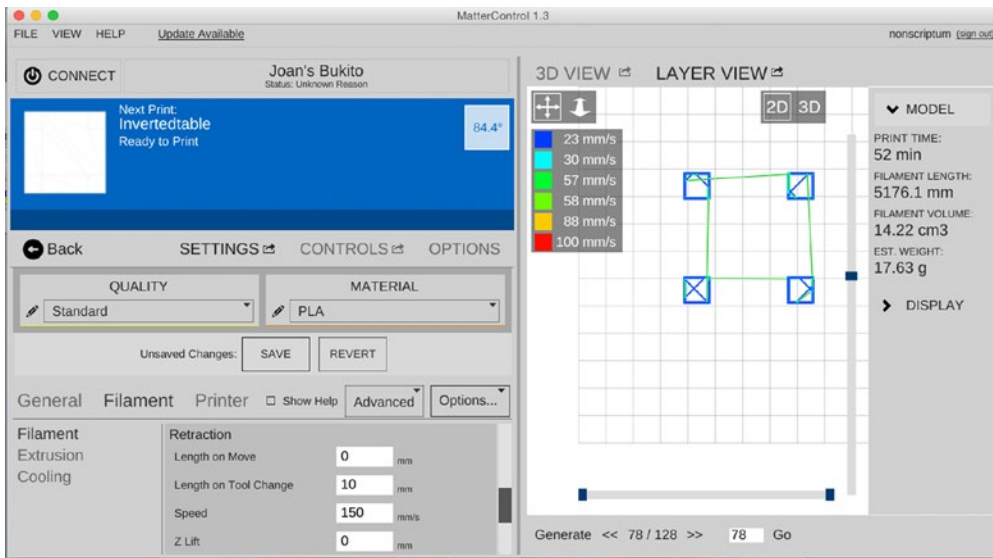 MatterControl 1.3
FILE VIEW HELP Update Available
nonscriptum (sign out)
CONNECT
Joan's Bukito
Status: Unknown Reason
Next Print:
Invertedtable
Ready to Print
84.4°
Back
SETTINGS CONTROLS OPTIONS
QUALITY
Standard
MATERIAL
PLA
Unsaved Changes: SAVE REVERT
General Filament Printer Show Help Advanced Options...
Filament
Extrusion
Cooling
Retraction
Length on Move 0 mm
Length on Tool Change 10 mm
Speed 150 mm/s
Z Lift 0 mm
3D VIEW LAYER VIEW
2D 3D
23 mm/s
30 mm/s
57 mm/s
58 mm/s
88 mm/s
100 mm/s
MODEL
PRINT TIME:
52 min
FILAMENT LENGTH:
5176.1 mm
FILAMENT VOLUME:
14.22 cm3
EST. WEIGHT:
17.63 g
DISPLAY
Generate << 78 / 128 >> 78 Go